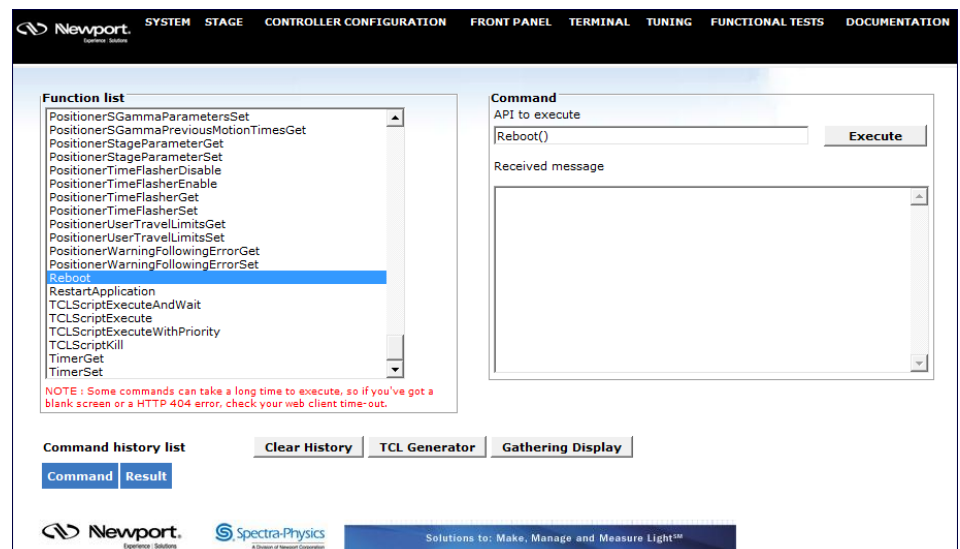 Newport.
Experience | Solutions
SYSTEM STAGE CONTROLLER CONFIGURATION FRONT PANEL TERMINAL TUNING FUNCTIONAL TESTS DOCUMENTATION
Function list
PositionerSGammaParametersSet
PositionerSGammaPreviousMotionTimesGet
PositionerStageParameterGet
PositionerStageParameterSet
PositionerTimeFlasherDisable
PositionerTimeFlasherEnable
PositionerTimeFlasherGet
PositionerTimeFlasherSet
PositionerUserTravelLimitsGet
PositionerUserTravelLimitsSet
PositionerWarningFollowingErrorGet
PositionerWarningFollowingErrorSet
Reboot
RestartApplication
TCLScriptExecuteAndWait
TCLScriptExecute
TCLScriptExecuteWithPriority
TCLScriptKill
TimerGet
TimerSet
NOTE : Some commands can take a long time to execute, so if you've got a
blank screen or a HTTP 404 error, check your web client time-out.
Command
API to execute
Reboot()
Execute
Received message
Command history list
Clear History
TCL Generator
Gathering Display
Command Result
Newport.
Experience | Solutions
Spectra-Physics
A Division of Newport Corporation
Solutions to: Make, Manage and Measure Light℠